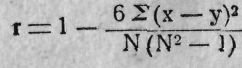 r = 1 − 6 Σ(x − y)² / N (N² − 1)